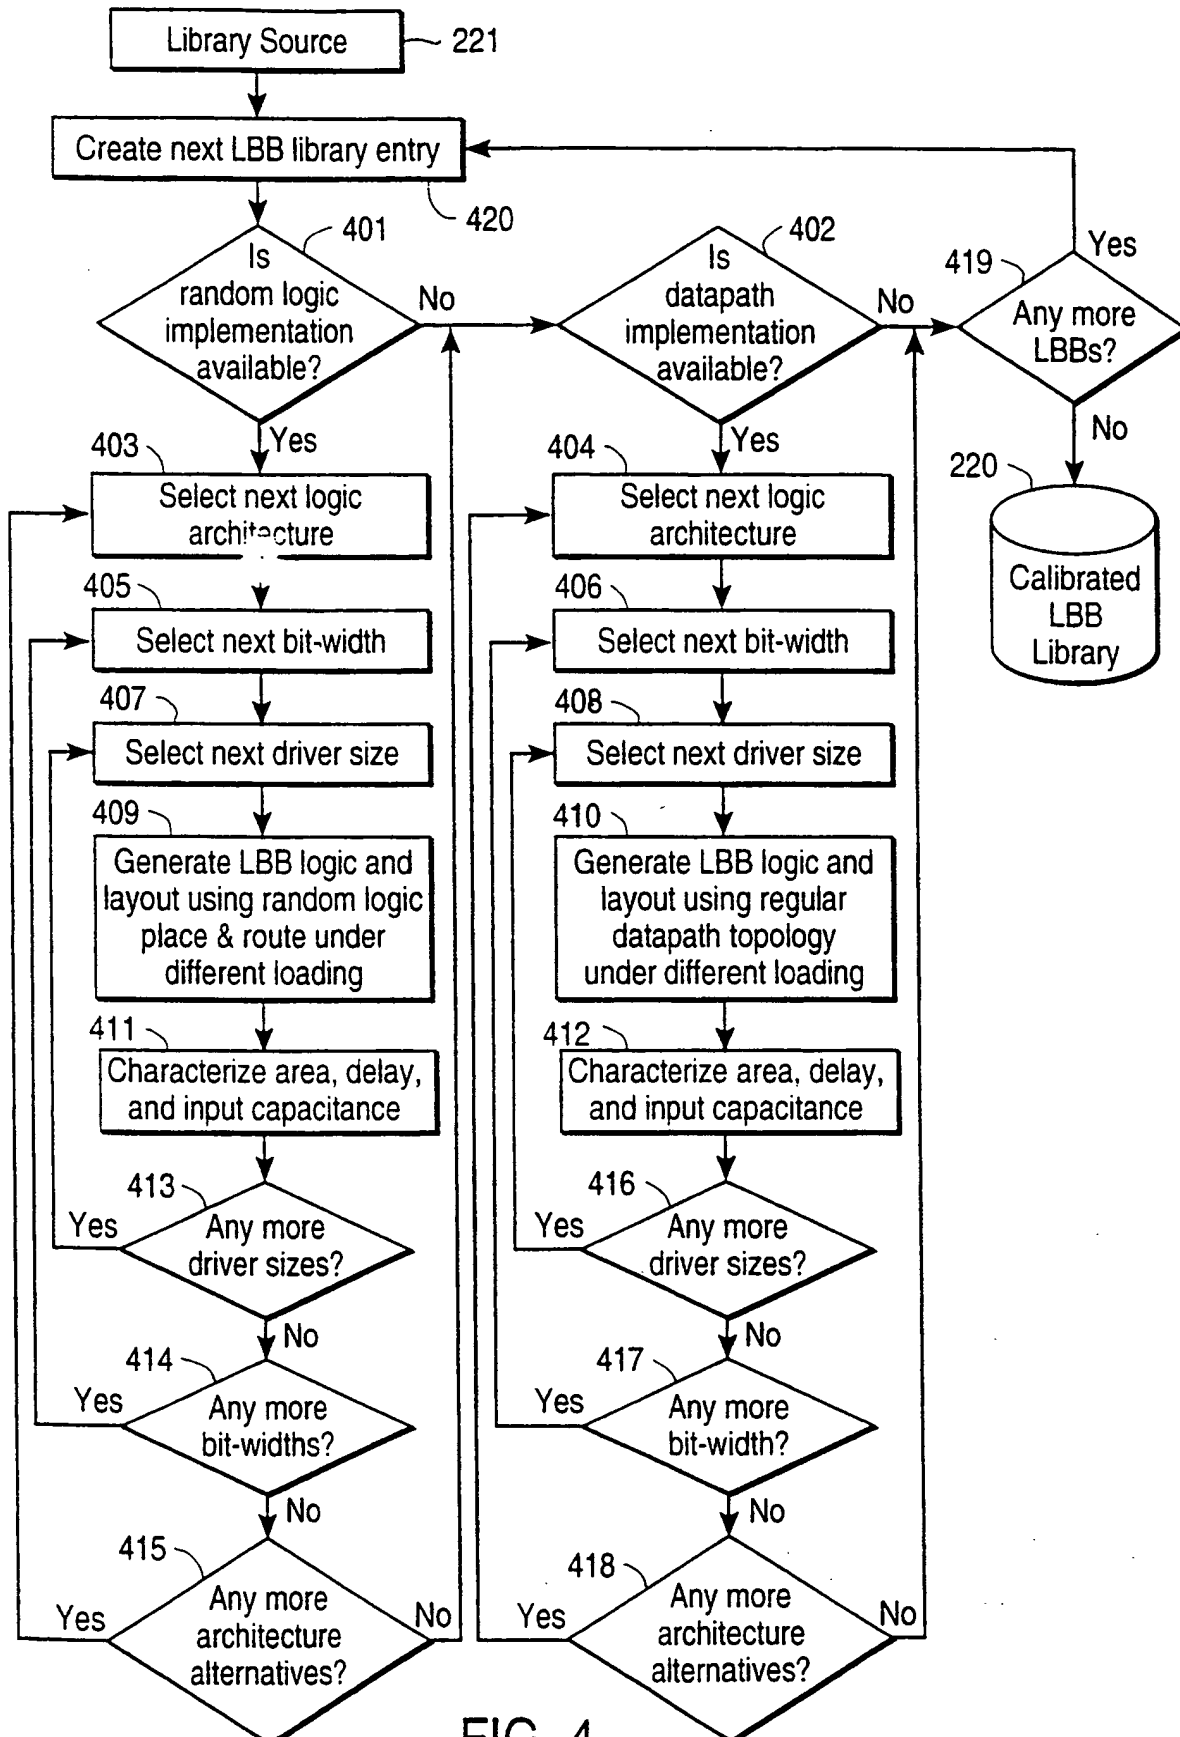 Library Source
221
Create next LBB library entry
420
401
Is
random logic
implementation
available?
No
402
Is
datapath
implementation
available?
No
419
Any more
LBBs?
Yes
No
220
Calibrated
LBB
Library
Yes
403
Select next logic
architecture
405
Select next bit-width
407
Select next driver size
409
Generate LBB logic and
layout using random logic
place & route under
different loading
411
Characterize area, delay,
and input capacitance
413
Any more
driver sizes?
Yes
No
414
Any more
bit-widths?
Yes
No
415
Any more
architecture
alternatives?
Yes
No
Yes
404
Select next logic
architecture
406
Select next bit-width
408
Select next driver size
410
Generate LBB logic and
layout using regular
datapath topology
under different loading
412
Characterize area, delay,
and input capacitance
416
Any more
driver sizes?
Yes
No
417
Any more
bit-width?
Yes
No
418
Any more
architecture
alternatives?
Yes
No
FIG. 4